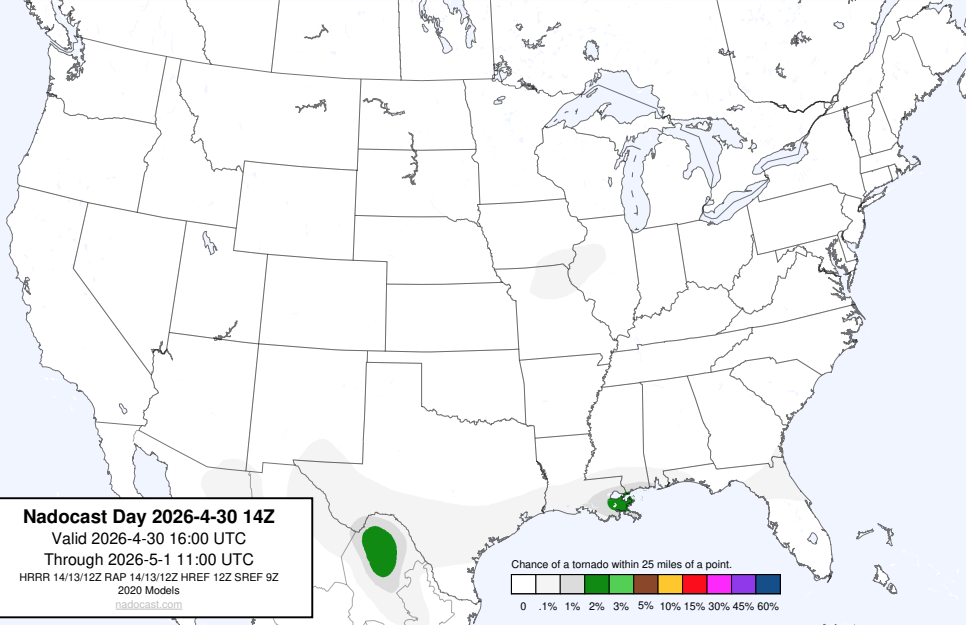 Nadocast Day 2026-4-30 14Z
Valid 2026-4-30 16:00 UTC
Through 2026-5-1 11:00 UTC
HRRR 14/13/12Z RAP 14/13/12Z HREF 12Z SREF 9Z
2020 Models
nadocast.com
Chance of a tornado within 25 miles of a point.
0 .1% 1% 2% 3% 5% 10% 15% 30% 45% 60%